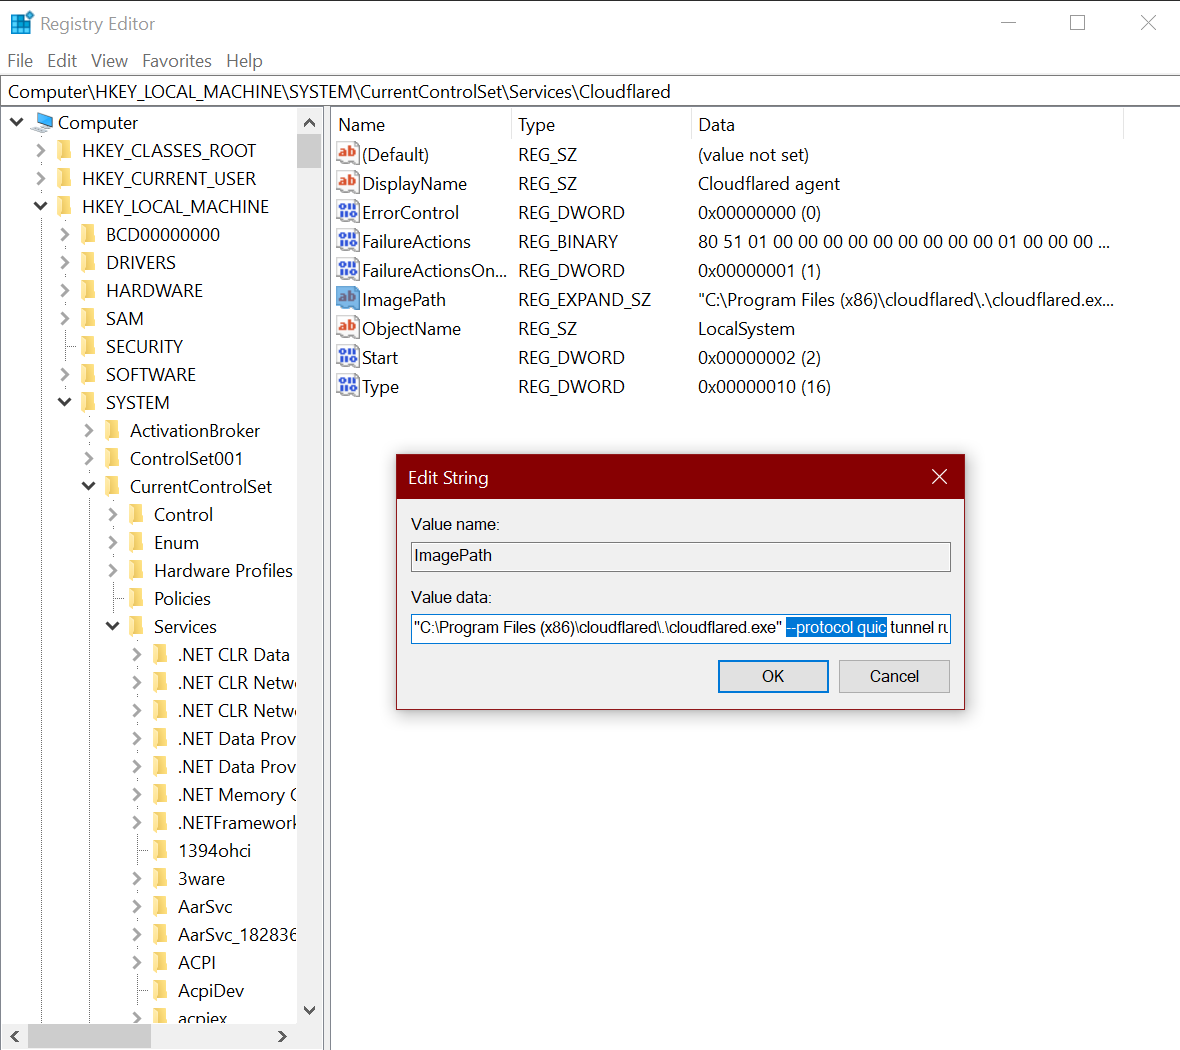 Registry Editor
File Edit View Favorites Help
Computer\HKEY_LOCAL_MACHINE\SYSTEM\CurrentControlSet\Services\Cloudflared
Computer
HKEY_CLASSES_ROOT
HKEY_CURRENT_USER
HKEY_LOCAL_MACHINE
BCD00000000
DRIVERS
HARDWARE
SAM
SECURITY
SOFTWARE
SYSTEM
ActivationBroker
ControlSet001
CurrentControlSet
Control
Enum
Hardware Profiles
Policies
Services
.NET CLR Data
.NET CLR Netw
.NET CLR Netw
.NET Data Prov
.NET Data Prov
.NET Memory C
.NETFramework
1394ohci
3ware
AarSvc
AarSvc_182836
ACPI
AcpiDev
acpiex
Name Type Data
(Default) REG_SZ (value not set)
DisplayName REG_SZ Cloudflared agent
ErrorControl REG_DWORD 0x00000000 (0)
FailureActions REG_BINARY 80 51 01 00 00 00 00 00 00 00 00 00 01 00 00 00 ...
FailureActionsOn... REG_DWORD 0x00000001 (1)
ImagePath REG_EXPAND_SZ "C:\Program Files (x86)\cloudflared\.\cloudflared.ex...
ObjectName REG_SZ LocalSystem
Start REG_DWORD 0x00000002 (2)
Type REG_DWORD 0x00000010 (16)
Edit String
Value name:
ImagePath
Value data:
"C:\Program Files (x86)\cloudflared\.\cloudflared.exe" --protocol quic tunnel ru
OK Cancel